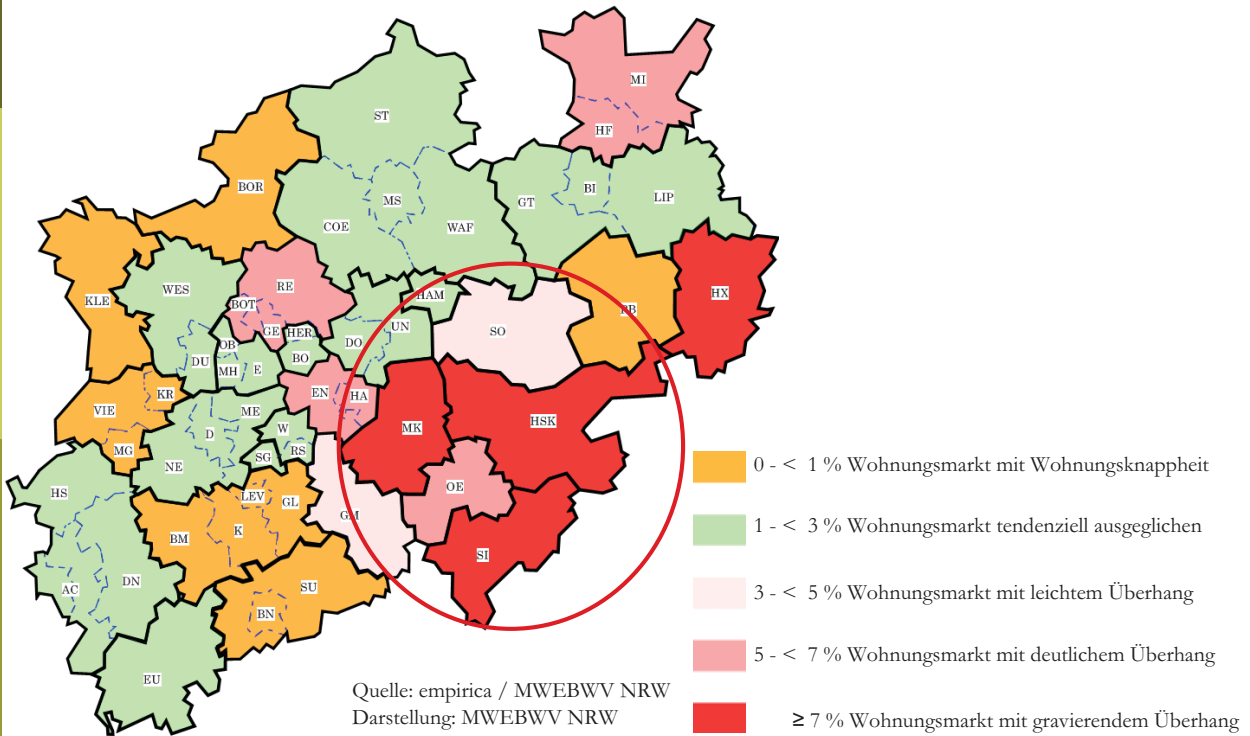 MI
HF
ST
BOR
MS
COE
WAF
GT
BI
LIP
KLE
WES
RE
BOT
GE
HER
HAM
UN
DO
SO
PB
HX
OB
DU
MH
E
BO
EN
HA
VIE
KR
ME
MG
D
W
MK
HSK
NE
SG
RS
HS
LEV
GL
GM
OE
BM
K
SI
AC
DN
SU
BN
EU
0 - < 1 % Wohnungsmarkt mit Wohnungsknappheit
1 - < 3 % Wohnungsmarkt tendenziell ausgeglichen
3 - < 5 % Wohnungsmarkt mit leichtem Überhang
5 - < 7 % Wohnungsmarkt mit deutlichem Überhang
≥ 7 % Wohnungsmarkt mit gravierendem Überhang
Quelle: empirica / MWEBWV NRW
Darstellung: MWEBWV NRW